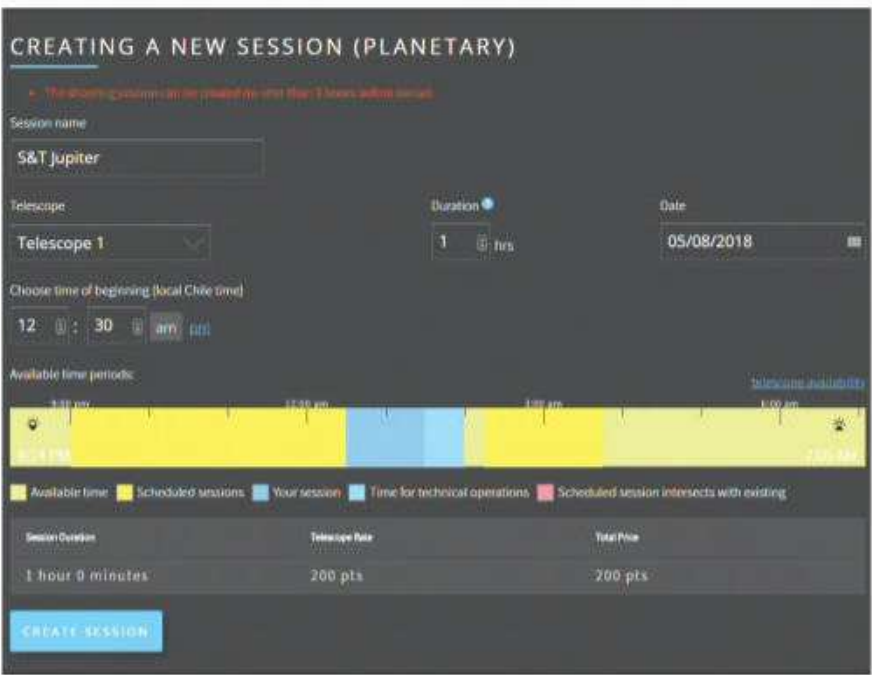 CREATING A NEW SESSION (PLANETARY)
Session name
S&T Jupiter
Telescope Duration Date
Telescope 1 1 hrs 05/08/2018
Choose time of beginning (local Chile time)
12 : 30 am pm
Available time periods:
telescope availability
9:00 pm 12:00 am 3:00 am 6:00 am
Available time Scheduled sessions Your session Time for technical operations Scheduled session intersects with existing
Session Duration Telescope Rate Total Price
1 hour 0 minutes 200 pts 200 pts
CREATE SESSION